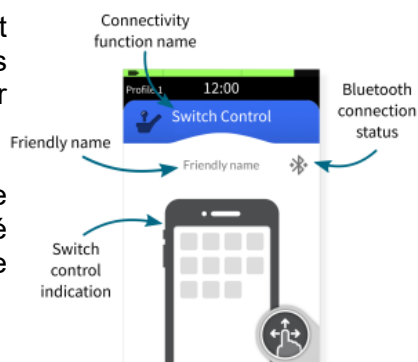 Connectivity
function name
t
s
r
Profile 1
12:00
Switch Control
Bluetooth
connection
status
Friendly name
Friendly name
e
é
e
Switch
control
indication